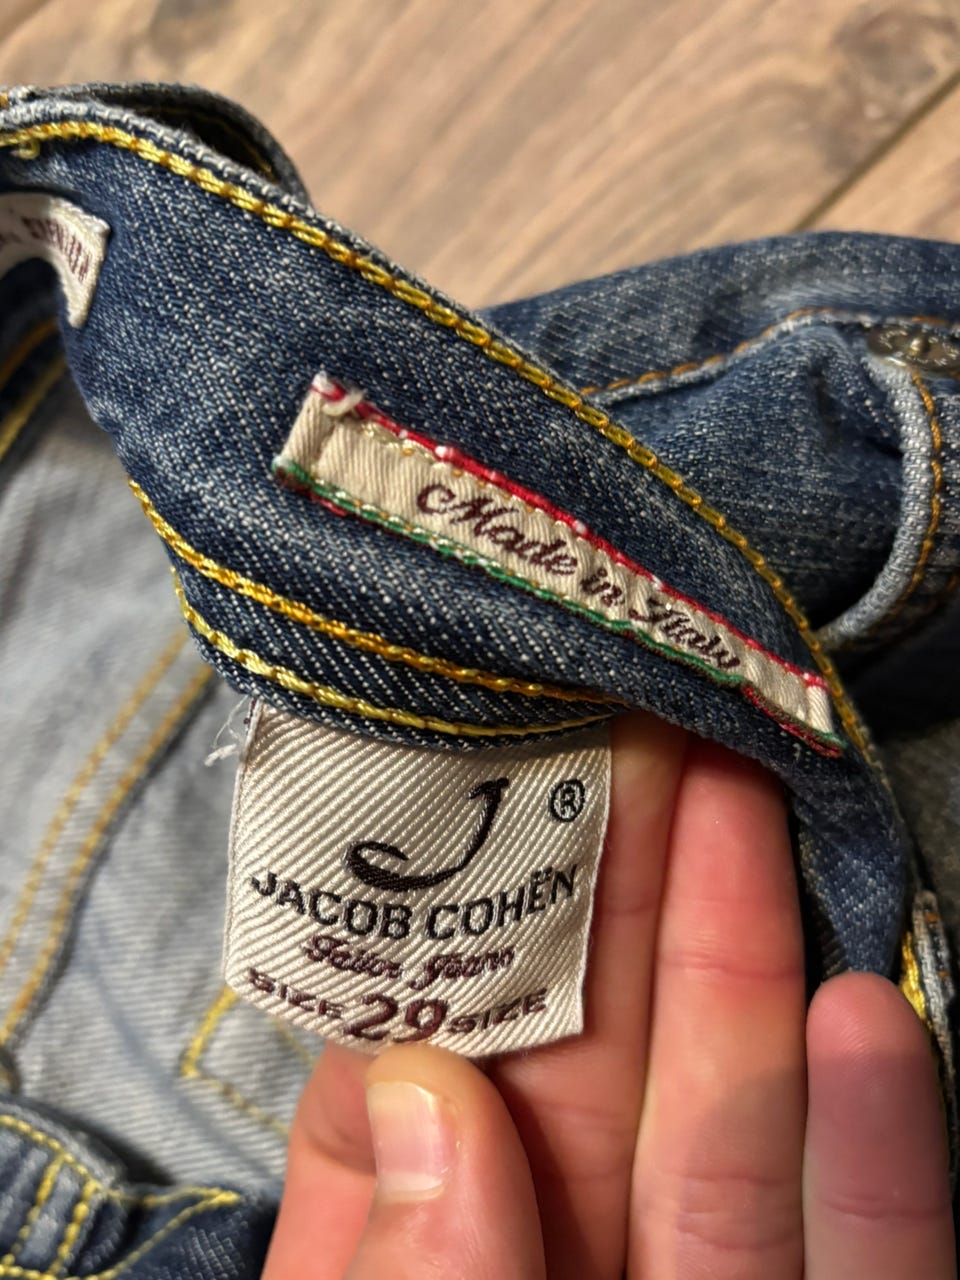 Made in Italy
J ®
JACOB COHËN
Tailor Jeans
SIZE 29 SIZE